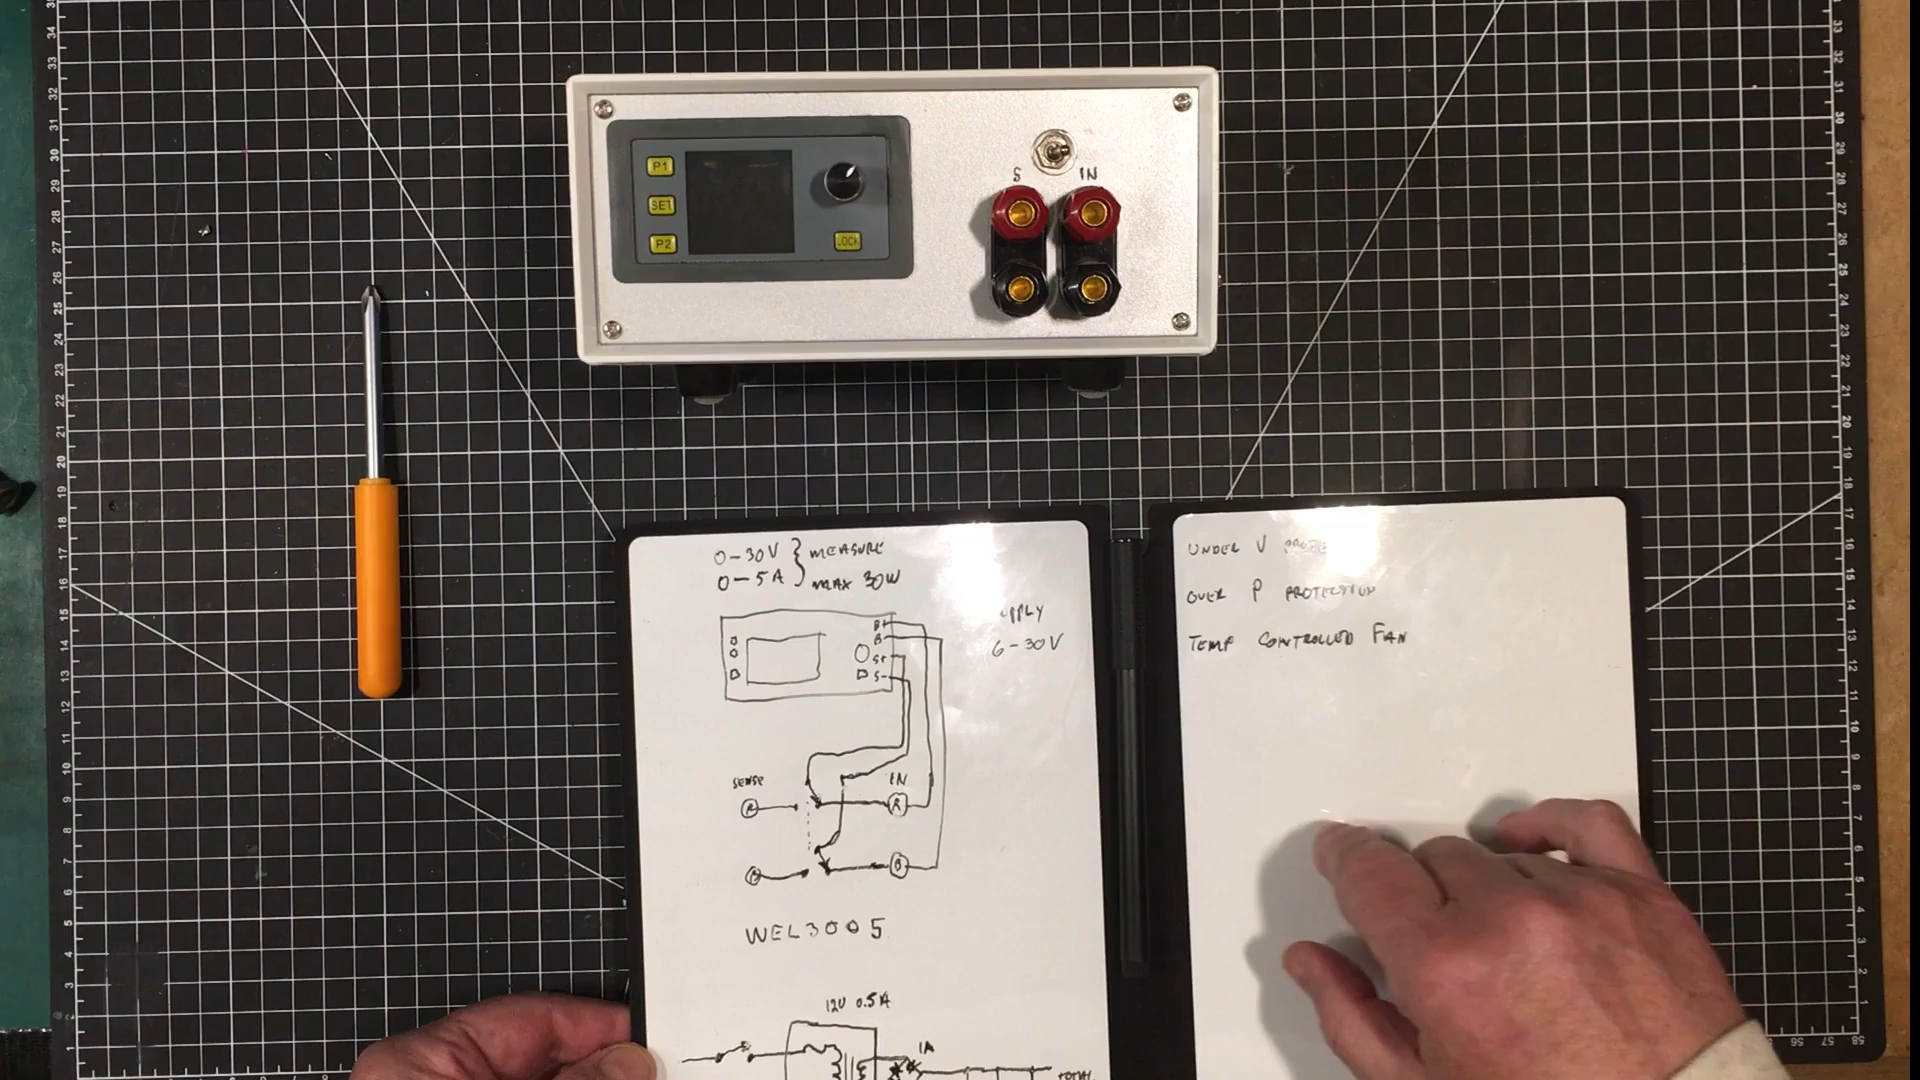 P1
SET
P2
LOCK
S
IN
0-30V
MEASURE
0-5A
MAX 30W
6-30V
B+
B-
S+
S-
SENSE
IN
R
R
B
B
WEL3005
12V 0.5A
1A
TOTAL
UNDER V
OVER P PROTECTION
TEMP CONTROLLED FAN